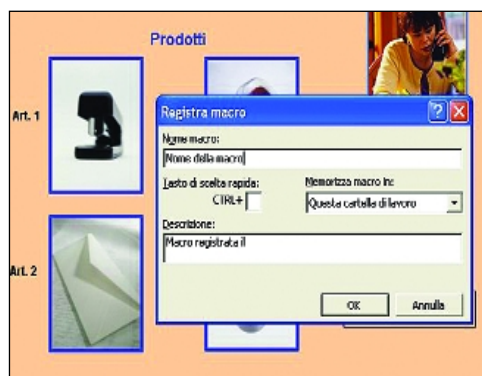 Prodotti
Art. 1
Registra macro
Nome macro:
Nome della macro
Tasto di scelta rapida:
Memorizza macro in:
CTRL+
Questa cartella di lavoro
Descrizione:
Macro registrata il
Art. 2
OK
Annulla